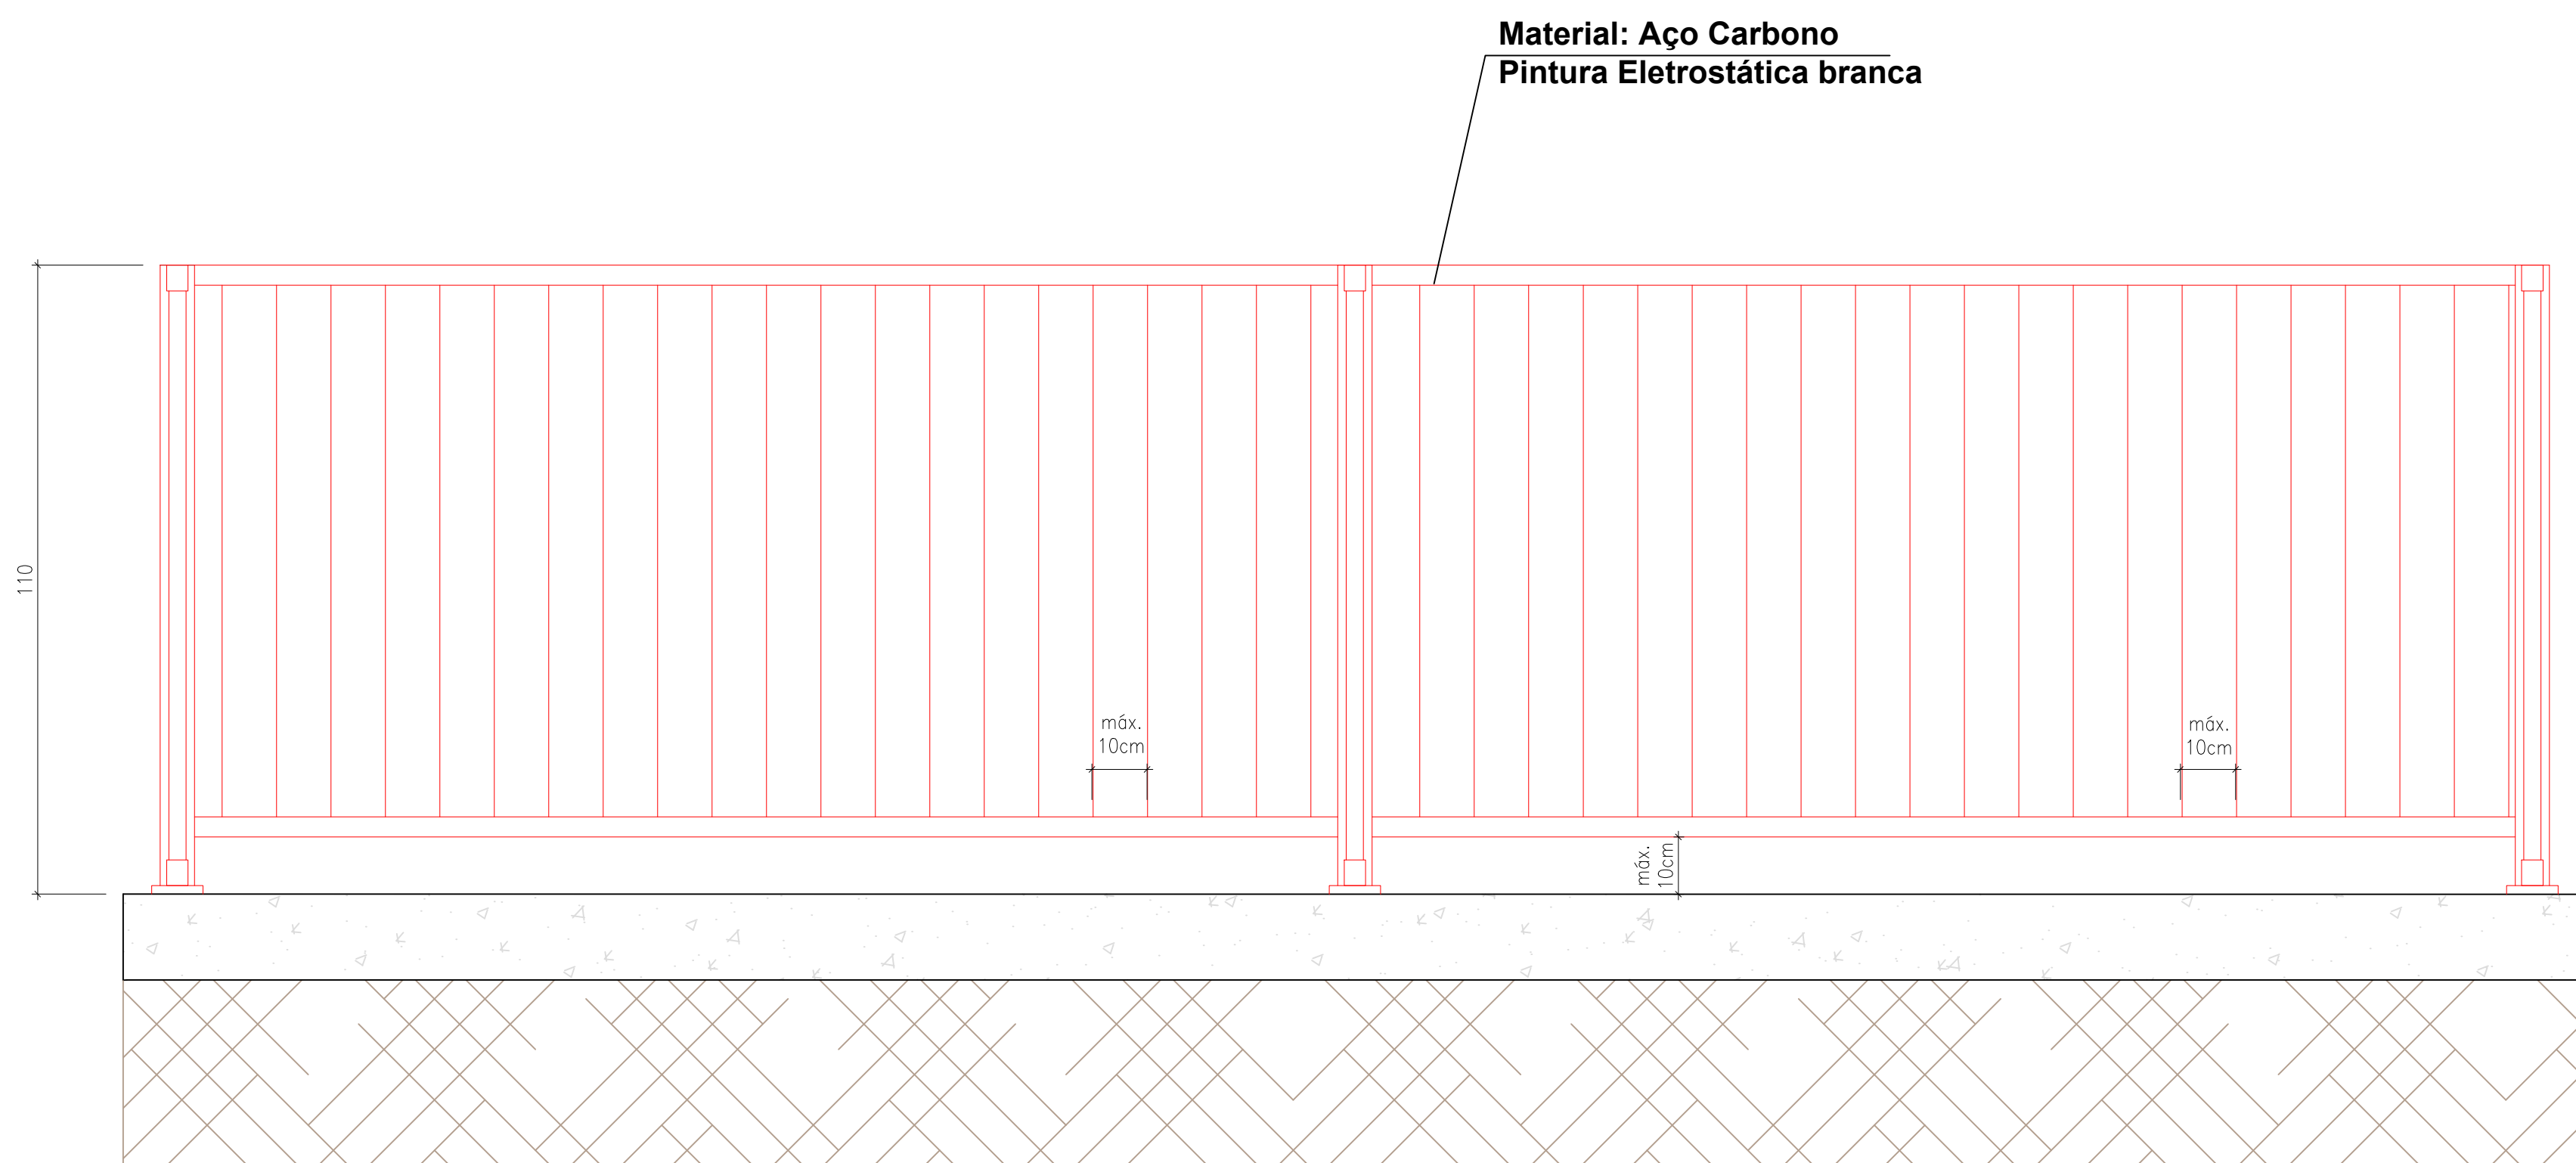 Material: Aço Carbono
Pintura Eletrostática branca
110
máx.
10cm
máx.
10cm
máx.
10cm